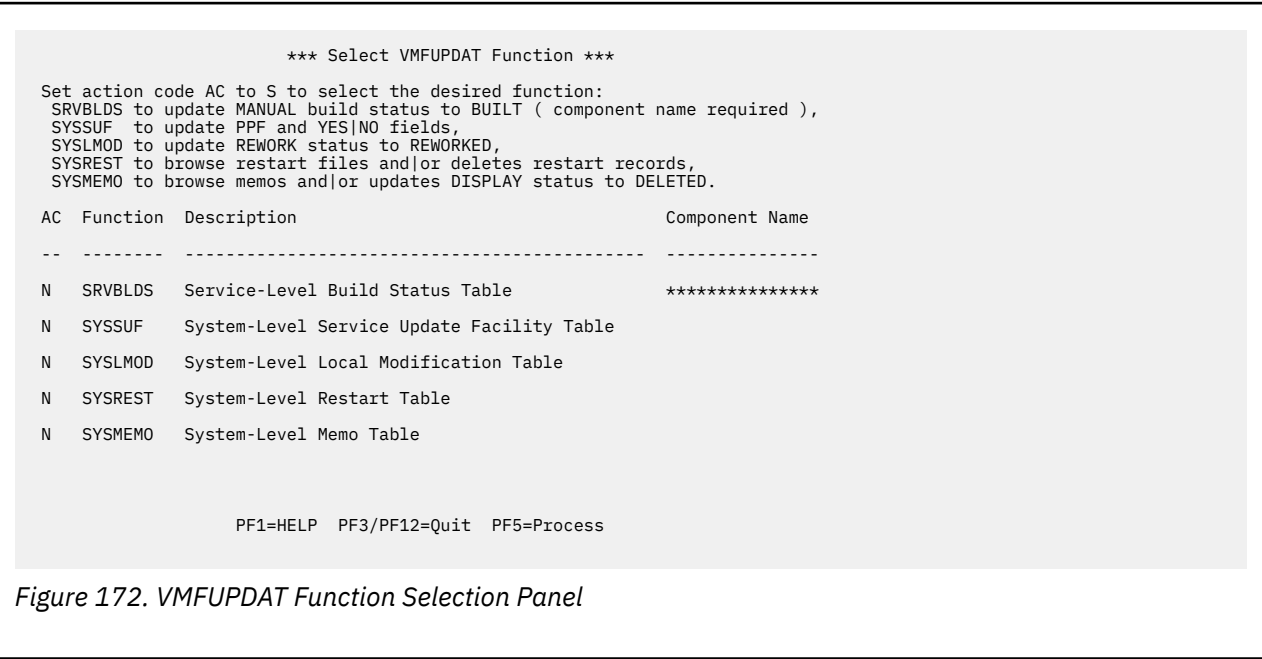 *** Select VMFUPDAT Function ***
Set action code AC to S to select the desired function:
SRVBLDS to update MANUAL build status to BUILT ( component name required ),
SYSSUF  to update PPF and YES|NO fields,
SYSLMOD to update REWORK status to REWORKED,
SYSREST to browse restart files and|or deletes restart records,
SYSMEMO to browse memos and|or updates DISPLAY status to DELETED.
AC  Function  Description                                    Component Name
--  --------  ---------------------------------------------  ---------------
N   SRVBLDS   Service-Level Build Status Table               ***************
N   SYSSUF    System-Level Service Update Facility Table
N   SYSLMOD   System-Level Local Modification Table
N   SYSREST   System-Level Restart Table
N   SYSMEMO   System-Level Memo Table
PF1=HELP  PF3/PF12=Quit  PF5=Process
Figure 172. VMFUPDAT Function Selection Panel